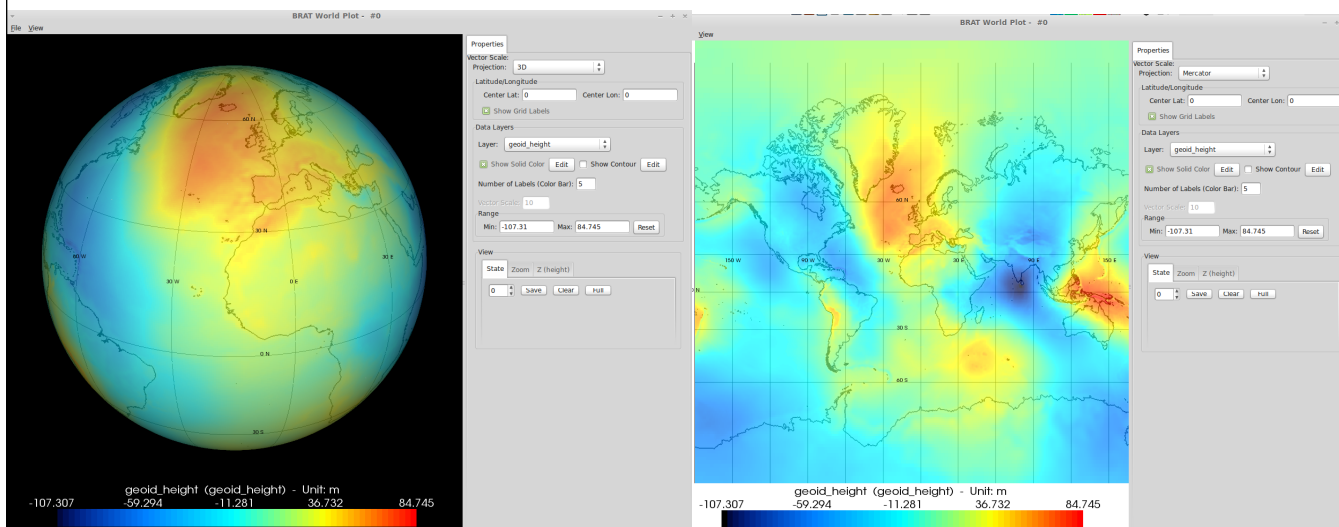 BRAT World Plot - #0
File View
Properties
Vector Scale:
Projection: 3D
Latitude/Longitude
Center Lat: 0 Center Lon: 0
Show Grid Labels
Data Layers
Layer: geoid_height
Show Solid Color Edit Show Contour Edit
Number of Labels (Color Bar): 5
Vector Scale: 10
Range
Min: -107.31 Max: 84.745 Reset
View
State Zoom Z (height)
0 Save Clear Full
60 N
30 N
60 W
30 W
0 E
30 E
0 N
30 S
geoid_height (geoid_height) - Unit: m
-107.307 -59.294 -11.281 36.732 84.745
BRAT World Plot - #0
View
Properties
Vector Scale:
Projection: Mercator
Latitude/Longitude
Center Lat: 0 Center Lon: 0
Show Grid Labels
Data Layers
Layer: geoid_height
Show Solid Color Edit Show Contour Edit
Number of Labels (Color Bar): 5
Vector Scale: 10
Range
Min: -107.31 Max: 84.745 Reset
View
State Zoom Z (height)
0 Save Clear Full
60 N
150 W 90 W 30 W 30 E 90 E 150 E
30 S
60 S
geoid_height (geoid_height) - Unit: m
-107.307 -59.294 -11.281 36.732 84.745